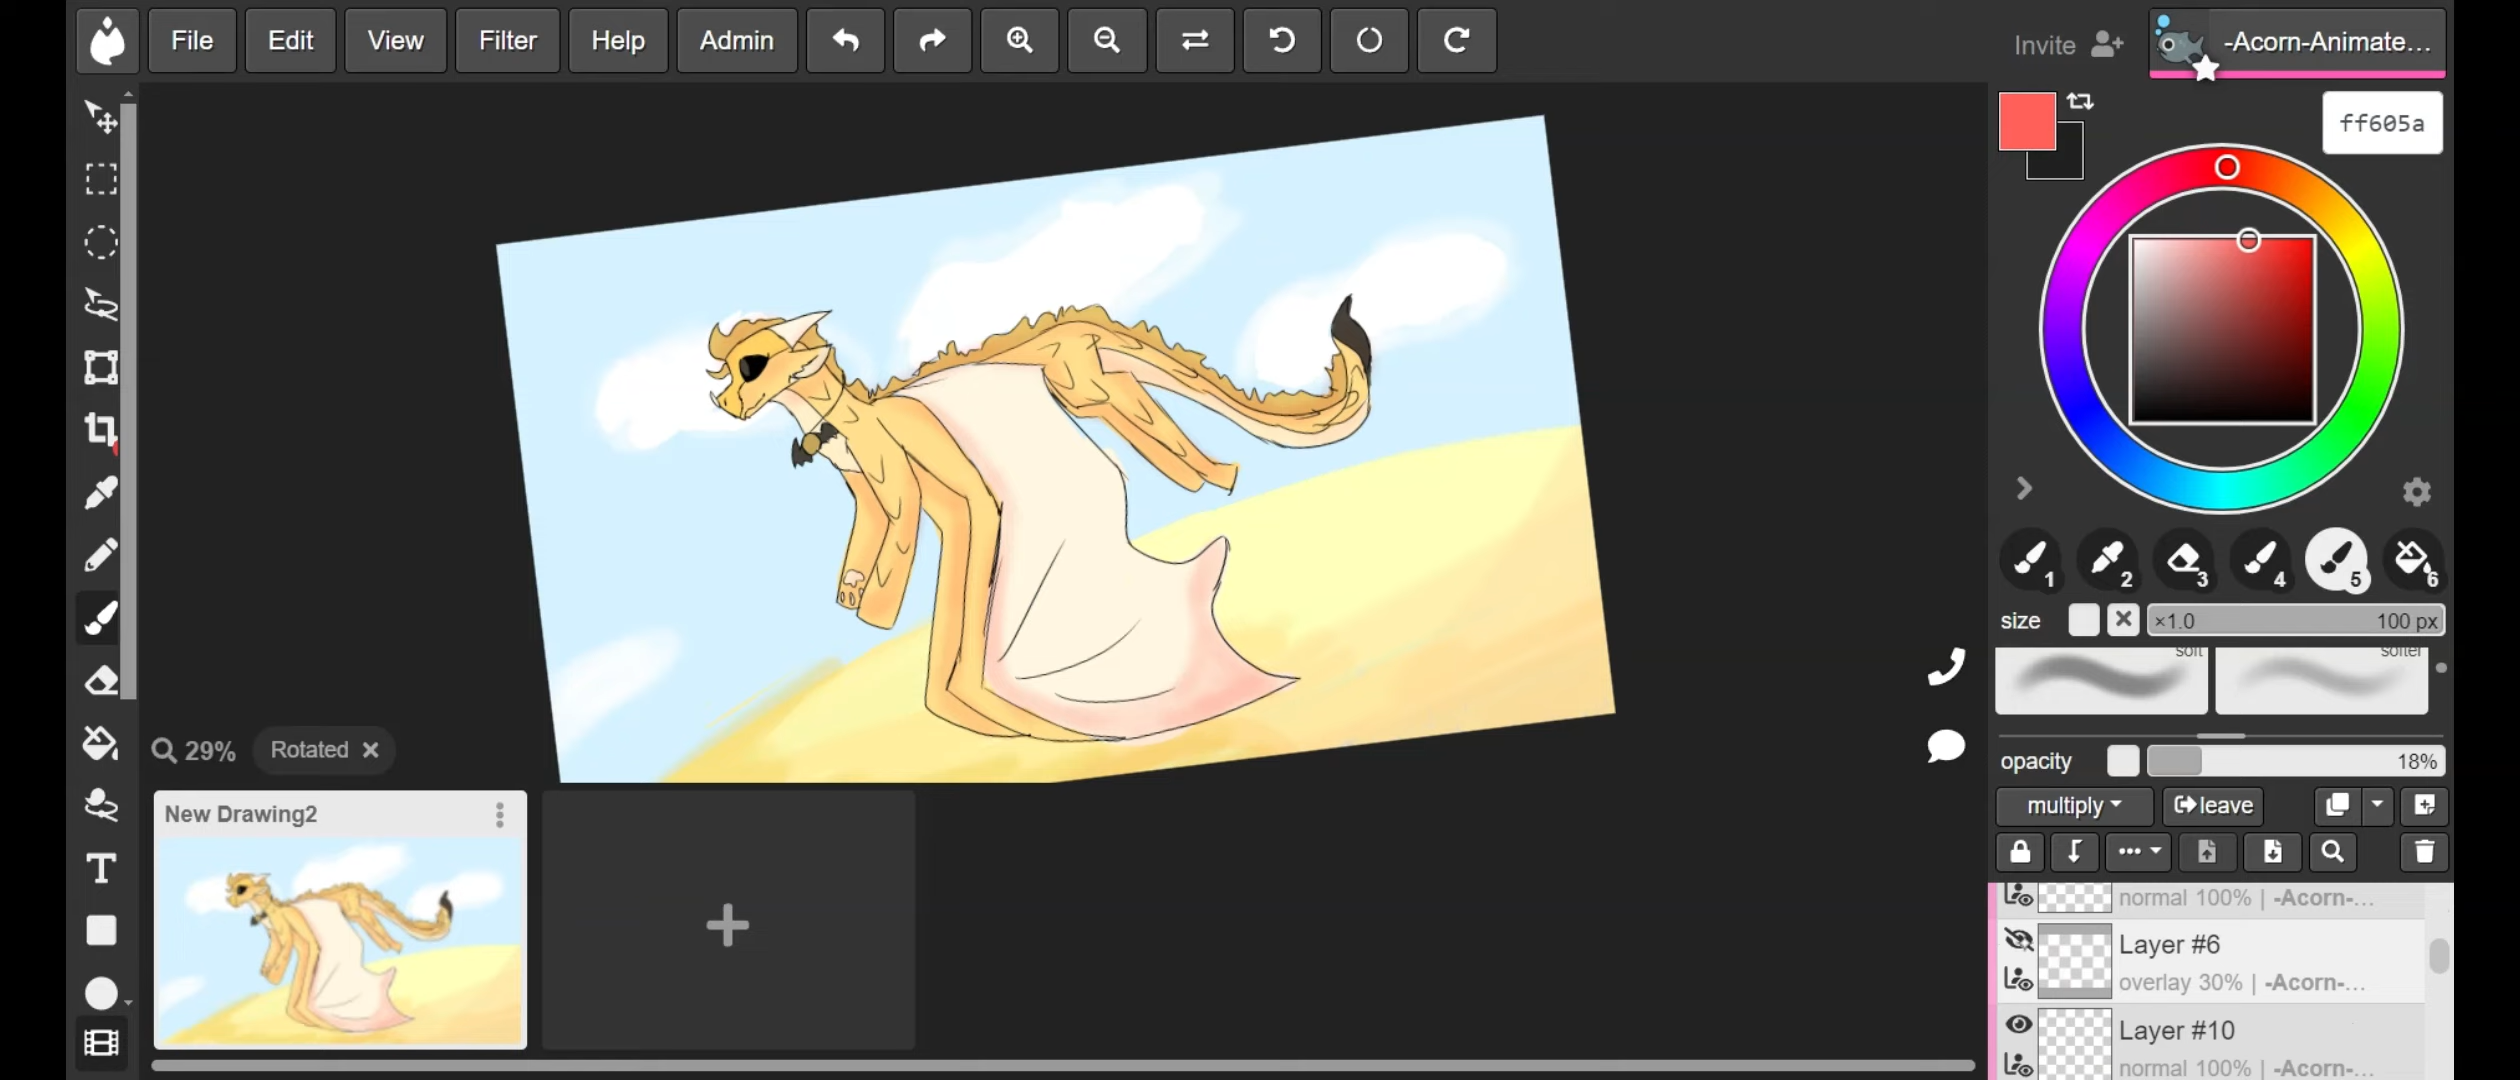 File Edit View Filter Help Admin
Invite -Acorn-Animate...
ff605a
1 2 3 4 5 6
size ×1.0 100 px
soft softer
opacity 18%
multiply leave
normal 100% | -Acorn-...
Layer #6
overlay 30% | -Acorn-...
Layer #10
normal 100% | -Acorn-...
29% Rotated
New Drawing2